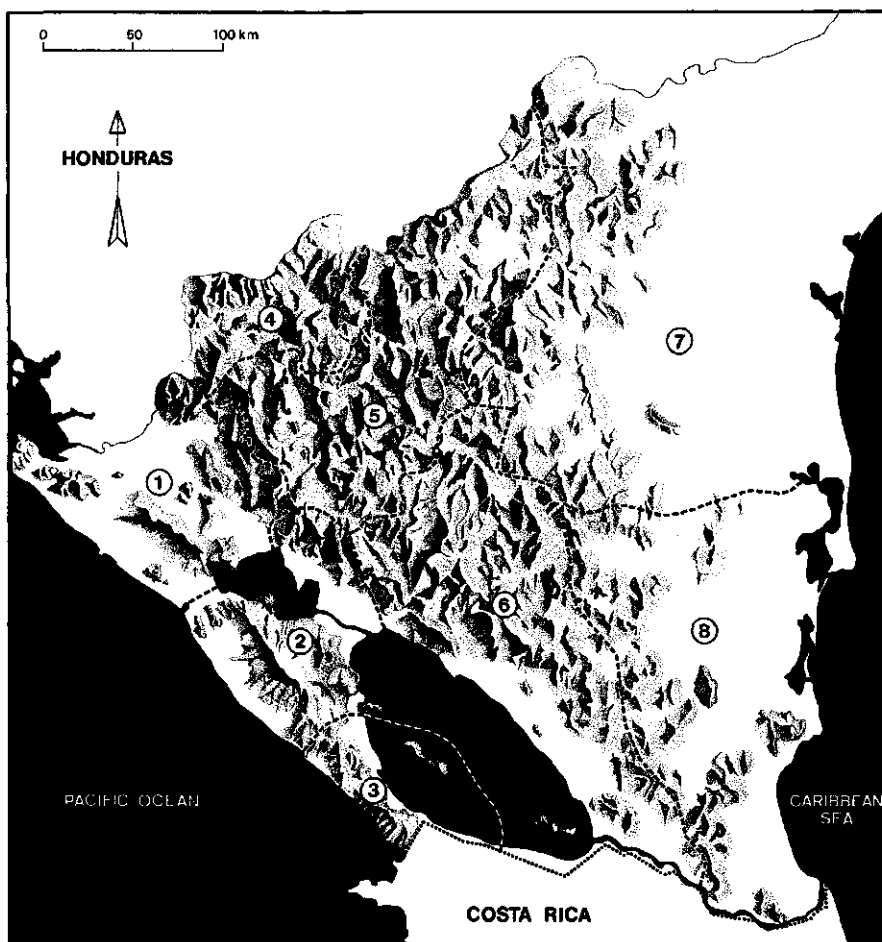 0 50 100 km
HONDURAS
4
7
5
1
6
2
8
3
PACIFIC OCEAN
CARIBBEAN
SEA
COSTA RICA